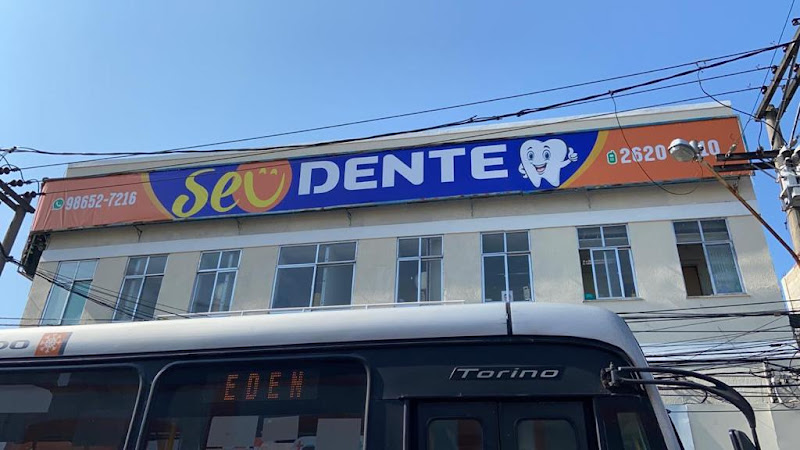 98652-7216
Seu DENTE
2620
EDEN
Torino